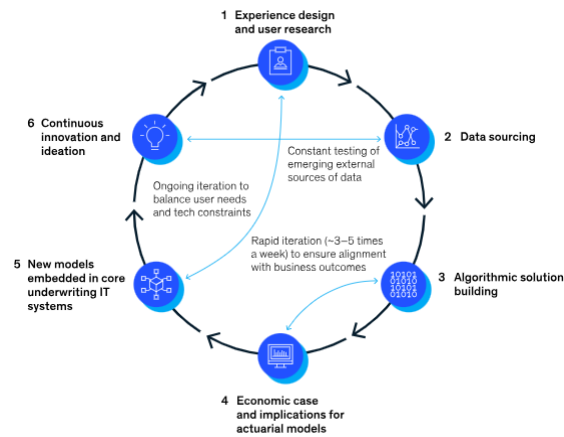 1 Experience design
and user research
6 Continuous
innovation and
ideation
2 Data sourcing
Constant testing of
emerging external
sources of data
Ongoing iteration to
balance user needs
and tech constraints
Rapid iteration (~3–5 times
a week) to ensure alignment
with business outcomes
5 New models
embedded in core
underwriting IT
systems
10101
01010
10101
01010
3 Algorithmic solution
building
4 Economic case
and implications for
actuarial models